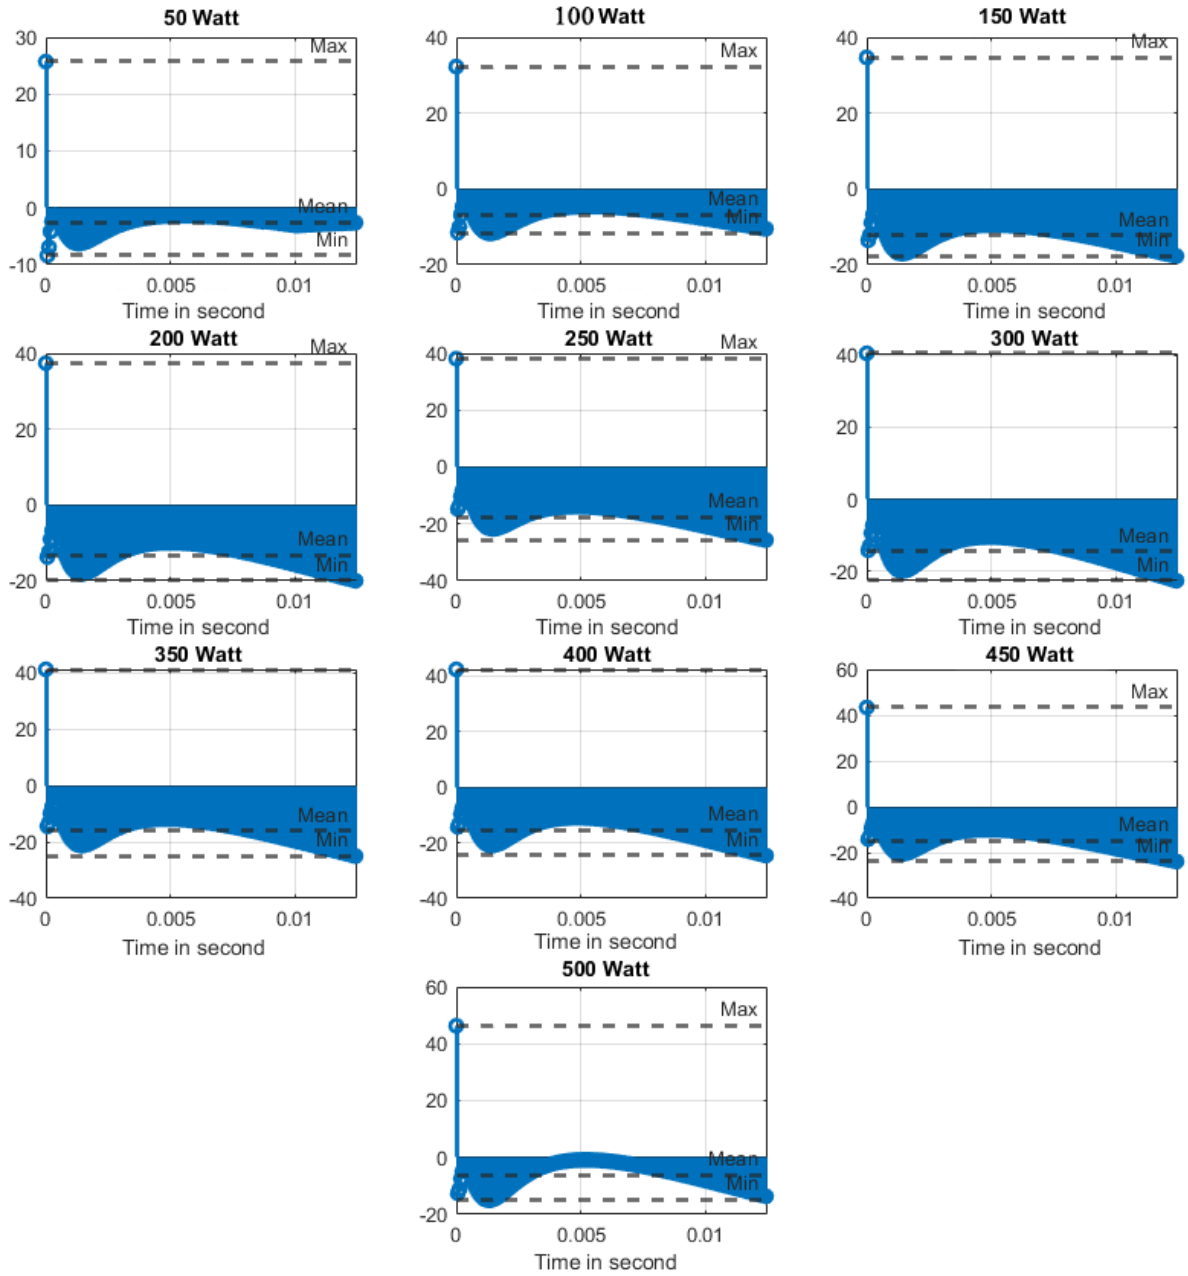 50 Watt
30
20
10
0
-10
Max
Mean
Min
0
0.005
0.01
Time in second
100 Watt
40
20
0
-20
Max
Mean
Min
0
0.005
0.01
Time in second
150 Watt
40
20
0
-20
Max
Mean
Min
0
0.005
0.01
Time in second
200 Watt
40
20
0
-20
Max
Mean
Min
0
0.005
0.01
Time in second
250 Watt
40
20
0
-20
-40
Max
Mean
Min
0
0.005
0.01
Time in second
300 Watt
40
20
0
-20
Mean
Min
0
0.005
0.01
Time in second
350 Watt
40
20
0
-20
-40
Mean
Min
0
0.005
0.01
Time in second
400 Watt
40
20
0
-20
-40
Mean
Min
0
0.005
0.01
Time in second
450 Watt
60
40
20
0
-20
-40
Max
Mean
Min
0
0.005
0.01
Time in second
500 Watt
60
40
20
0
-20
Max
Mean
Min
0
0.005
0.01
Time in second